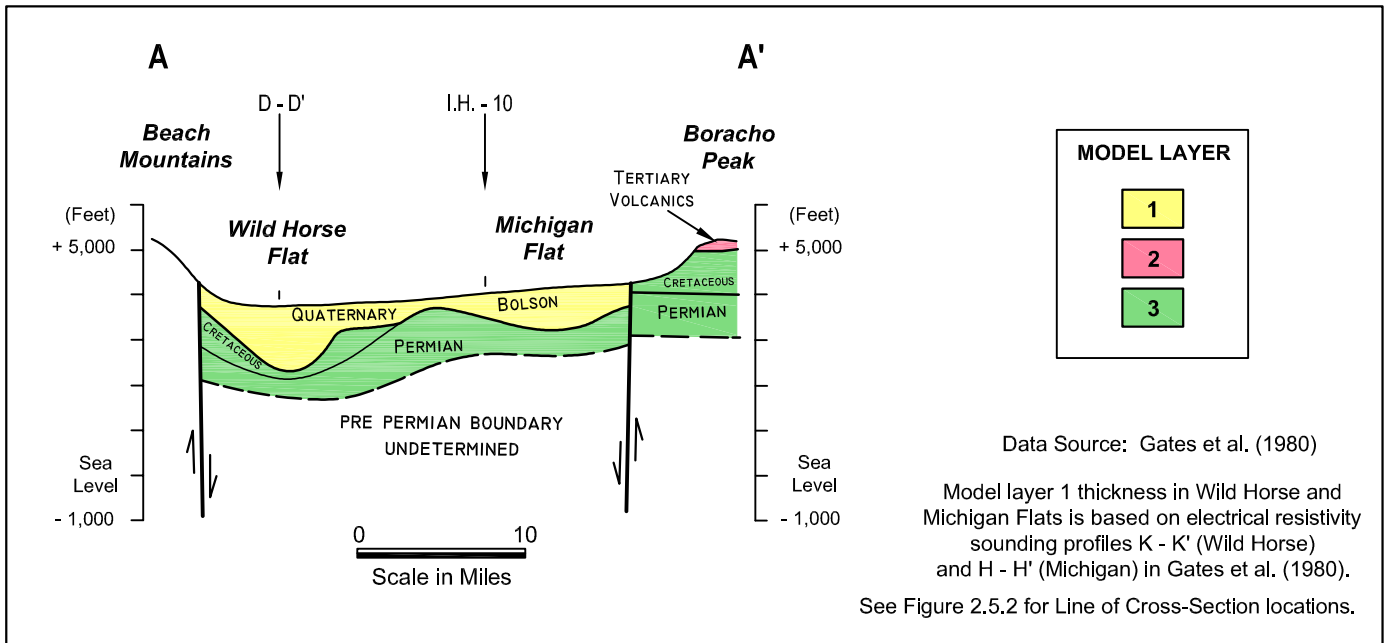 A
A'
D - D'
I.H. - 10
Beach
Mountains
Boracho
Peak
TERTIARY
VOLCANICS
(Feet)
+ 5,000
Wild Horse
Flat
Michigan
Flat
(Feet)
+ 5,000
QUATERNARY
BOLSON
CRETACEOUS
PERMIAN
CRETACEOUS
PERMIAN
PRE PERMIAN BOUNDARY
UNDETERMINED
Sea
Level
- 1,000
Sea
Level
- 1,000
0 10
Scale in Miles
MODEL LAYER
1
2
3
Data Source: Gates et al. (1980)
Model layer 1 thickness in Wild Horse and
Michigan Flats is based on electrical resistivity
sounding profiles K - K' (Wild Horse)
and H - H' (Michigan) in Gates et al. (1980).
See Figure 2.5.2 for Line of Cross-Section locations.